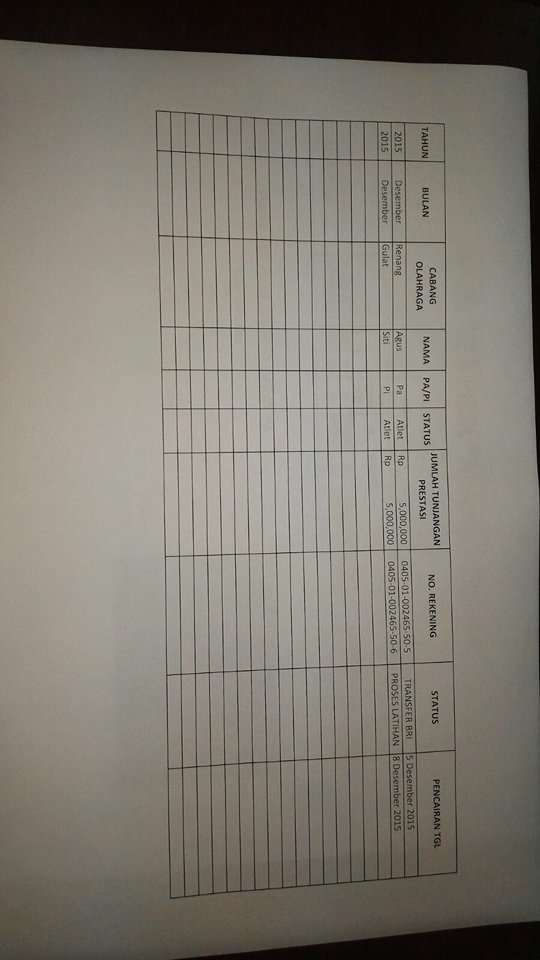 TAHUN BULAN CABANG OLAHRAGA NAMA PA/PI STATUS JUMLAH TUNJANGAN PRESTASI NO. REKENING STATUS PENCAIRAN TGL
2015 Desember Renang Agus Pa Atlet Rp 5,000,000 0405-01-002465-50-5 TRANSFER BRI 5 Desember 2015
2015 Desember Gulat Siti Pi Atlet Rp 5,000,000 0405-01-002465-50-6 PROSES LATIHAN 8 Desember 2015